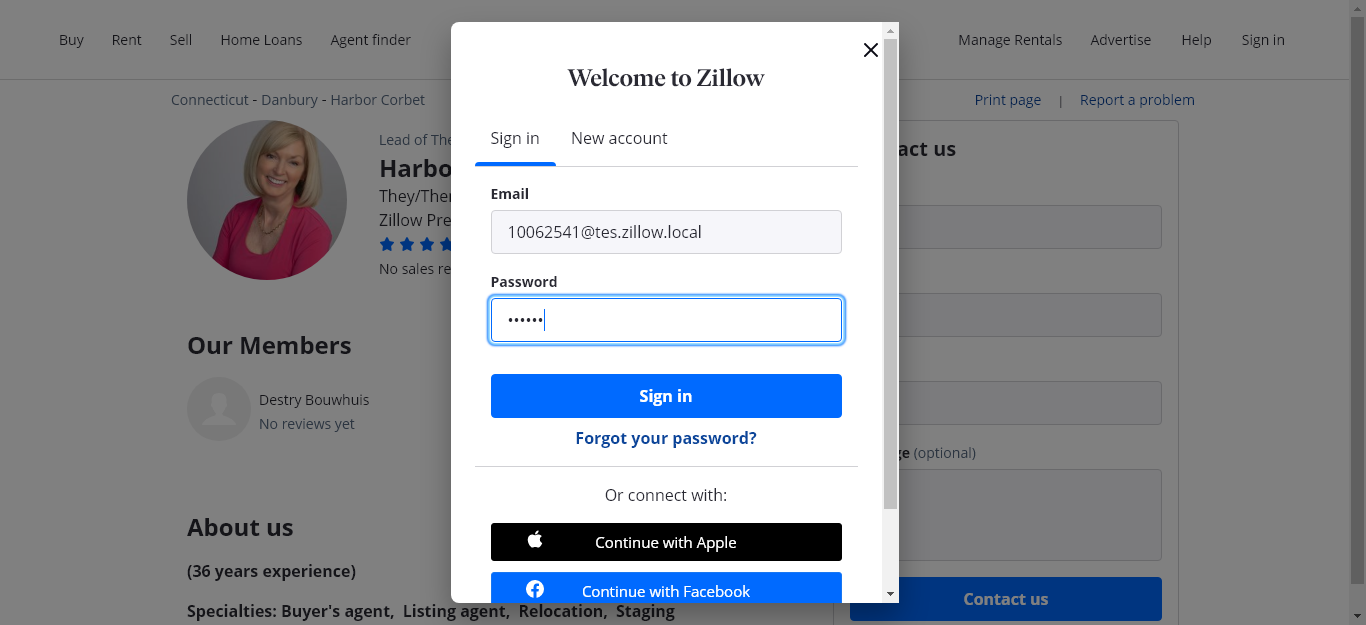 Buy Rent Sell Home Loans Agent finder
Manage Rentals Advertise Help Sign in
Connecticut - Danbury - Harbor Corbet
Print page | Report a problem
Lead of The
Harbo
They/Ther
Zillow Pre
No sales re
Our Members
Destry Bouwhuis
No reviews yet
About us
(36 years experience)
Specialties: Buyer's agent, Listing agent, Relocation, Staging
Welcome to Zillow
Sign in New account
Email
10062541@tes.zillow.local
Password
••••••
Sign in
Forgot your password?
Or connect with:
Continue with Apple
Continue with Facebook
act us
ge (optional)
Contact us